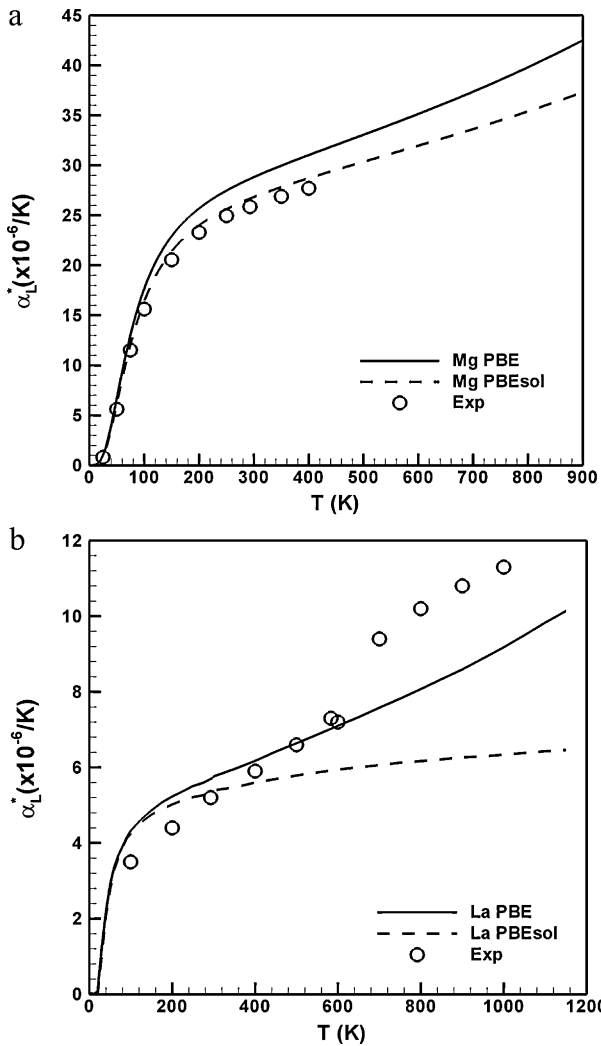 a
45
40
35
30
25
20
15
10
5
0
α*L(x10-6/K)
Mg PBE
Mg PBEsol
Exp
0 100 200 300 400 500 600 700 800 900
T (K)
b
12
10
8
6
4
2
0
α*L(x10-6/K)
La PBE
La PBEsol
Exp
0 200 400 600 800 1000 1200
T (K)